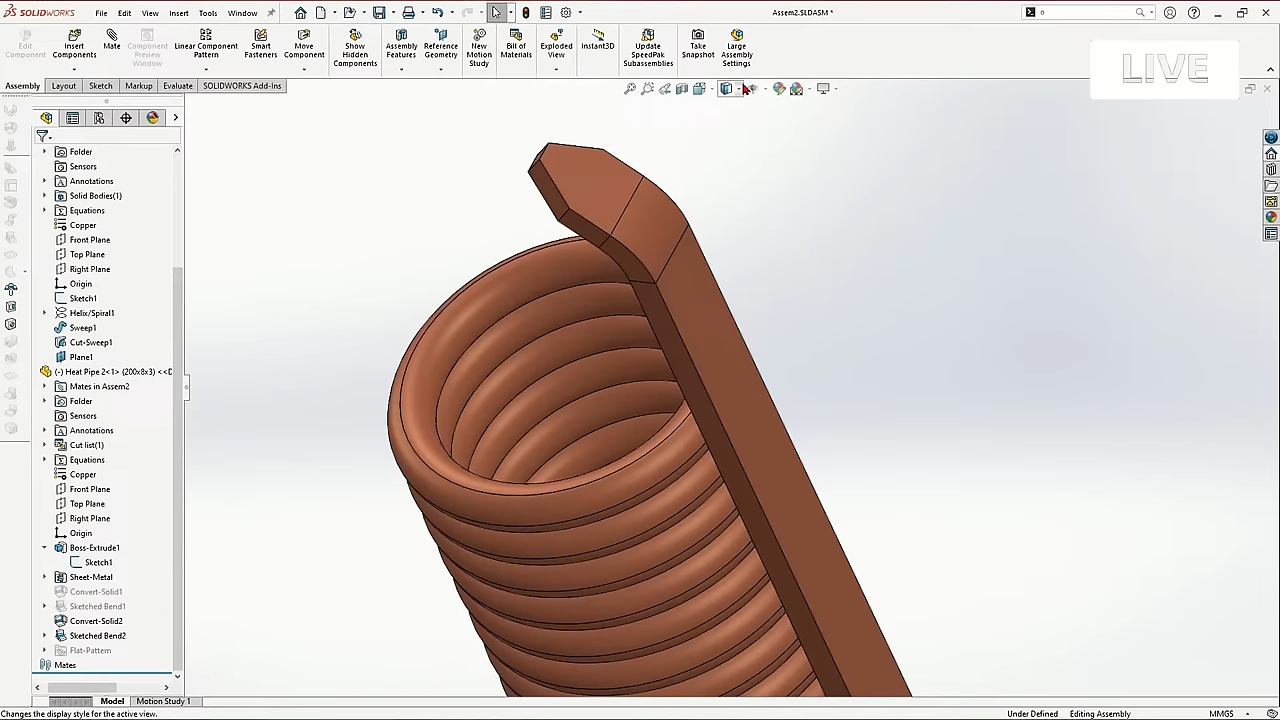 SOLIDWORKS File Edit View Insert Tools Window Assem2.SLDASM * o
Edit Component
Insert Components
Mate
Component Preview Window
Linear Component Pattern
Smart Fasteners
Move Component
Show Hidden Components
Assembly Features
Reference Geometry
New Motion Study
Bill of Materials
Exploded View
Instant3D
Update SpeedPak Subassemblies
Take Snapshot
Large Assembly Settings
LIVE
Assembly Layout Sketch Markup Evaluate SOLIDWORKS Add-Ins
Folder
Sensors
Annotations
Solid Bodies(1)
Equations
Copper
Front Plane
Top Plane
Right Plane
Origin
Sketch1
Helix/Spiral1
Sweep1
Cut-Sweep1
Plane1
(-) Heat Pipe 2<1> (200x8x3) <<D
Mates in Assem2
Folder
Sensors
Annotations
Cut list(1)
Equations
Copper
Front Plane
Top Plane
Right Plane
Origin
Boss-Extrude1
Sketch1
Sheet-Metal
Convert-Solid1
Sketched Bend1
Convert-Solid2
Sketched Bend2
Flat-Pattern
Mates
Model Motion Study 1
Changes the display style for the active view. Under Defined Editing Assembly MMGS